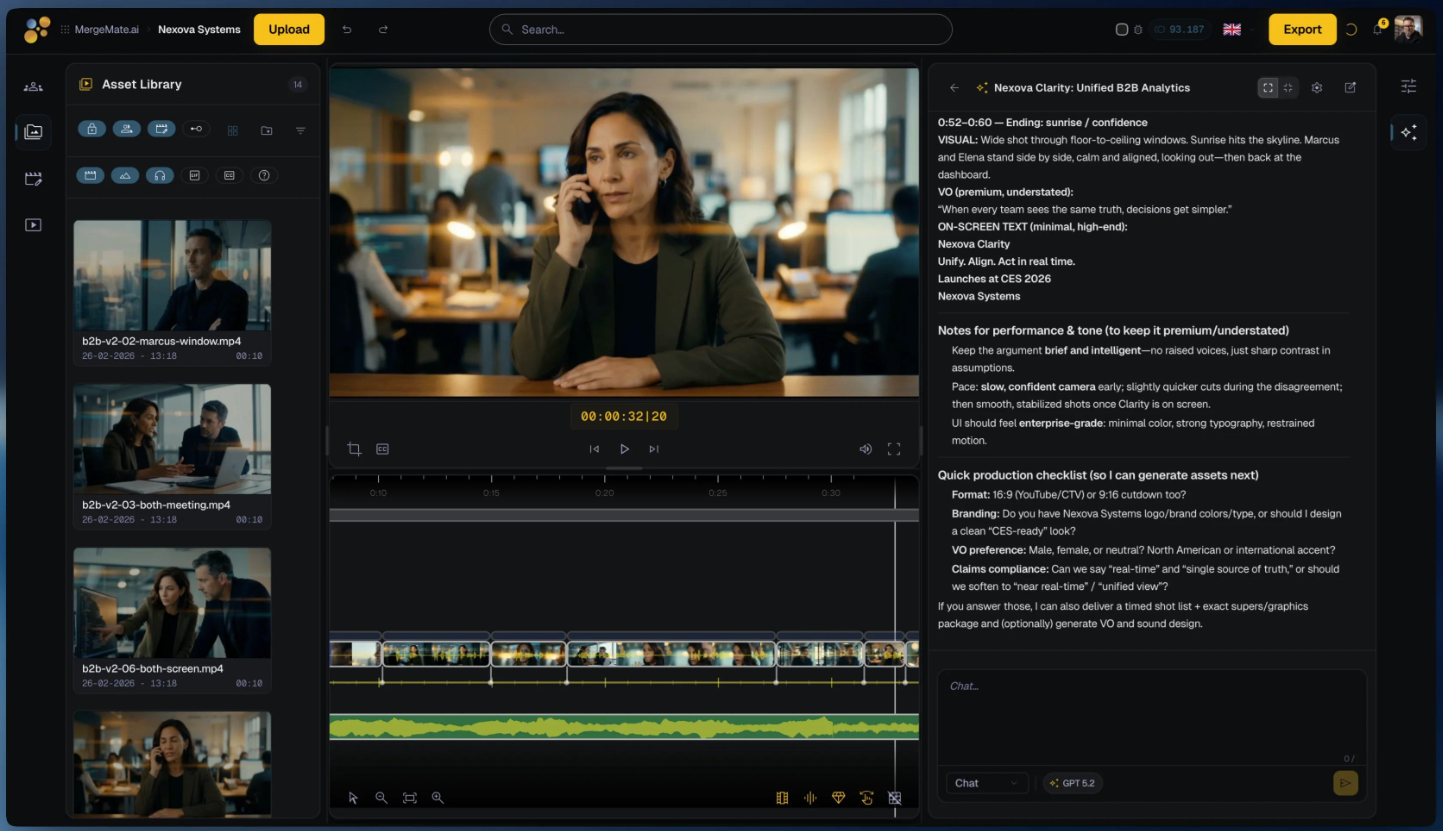 MergeMate.ai
Nexova Systems
Upload
Search...
93.187
Export
6
Asset Library
14
GIF
CC
b2b-v2-02-marcus-window.mp4
26-02-2026 - 13:18
00:10
b2b-v2-03-both-meeting.mp4
26-02-2026 - 13:18
00:10
b2b-v2-06-both-screen.mp4
26-02-2026 - 13:18
00:10
00:00:32|20
CC
0:10
0:15
0:20
0:25
0:30
Nexova Clarity: Unified B2B Analytics
0:52–0:60 — Ending: sunrise / confidence
VISUAL: Wide shot through floor-to-ceiling windows. Sunrise hits the skyline. Marcus
and Elena stand side by side, calm and aligned, looking out—then back at the
dashboard.
VO (premium, understated):
“When every team sees the same truth, decisions get simpler.”
ON-SCREEN TEXT (minimal, high-end):
Nexova Clarity
Unify. Align. Act in real time.
Launches at CES 2026
Nexova Systems
Notes for performance & tone (to keep it premium/understated)
Keep the argument brief and intelligent—no raised voices, just sharp contrast in
assumptions.
Pace: slow, confident camera early; slightly quicker cuts during the disagreement;
then smooth, stabilized shots once Clarity is on screen.
UI should feel enterprise-grade: minimal color, strong typography, restrained
motion.
Quick production checklist (so I can generate assets next)
Format: 16:9 (YouTube/CTV) or 9:16 cutdown too?
Branding: Do you have Nexova Systems logo/brand colors/type, or should I design
a clean “CES-ready” look?
VO preference: Male, female, or neutral? North American or international accent?
Claims compliance: Can we say “real-time” and “single source of truth,” or should
we soften to “near real-time” / “unified view”?
If you answer those, I can also deliver a timed shot list + exact supers/graphics
package and (optionally) generate VO and sound design.
Chat...
0 /
Chat
GPT 5.2